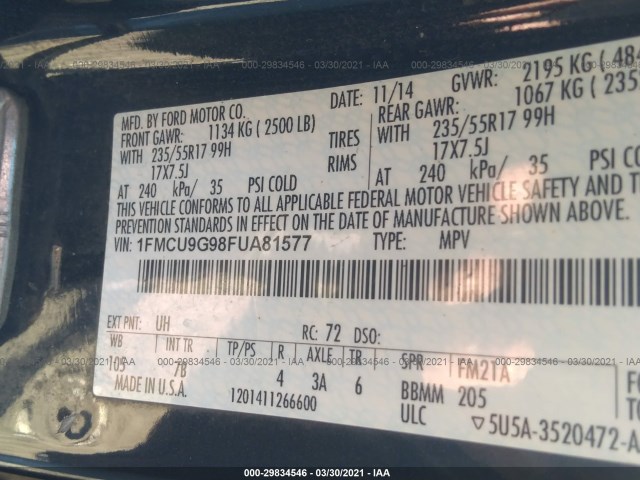 000-29834546 - 03/30/2021 - IAA
MFD. BY FORD MOTOR CO.
DATE: 11/14 GVWR: 2195 KG
FRONT GAWR: 1134 KG ( 2500 LB)
REAR GAWR: 1067 KG
WITH 235/55R17 99H TIRES WITH 235/55R17 99H
17X7.5J RIMS 17X7.5J
AT 240 kPa/ 35 PSI COLD AT 240 kPa/ 35 PSI COLD
THIS VEHICLE CONFORMS TO ALL APPLICABLE FEDERAL MOTOR VEHICLE SAFETY AND
PREVENTION STANDARDS IN EFFECT ON THE DATE OF MANUFACTURE SHOWN ABOVE.
VIN: 1FMCU9G98FUA81577 TYPE: MPV
EXT PNT: UH RC: 72 DSO:
WB INT TR TP/PS R AXLE TR SPR
105 7B 4 3A 6 FM2TA
MADE IN U.S.A. BBMM 205
1201411266600 ULC
5U5A-3520472-A
000-29834546 - 03/30/2021 - IAA